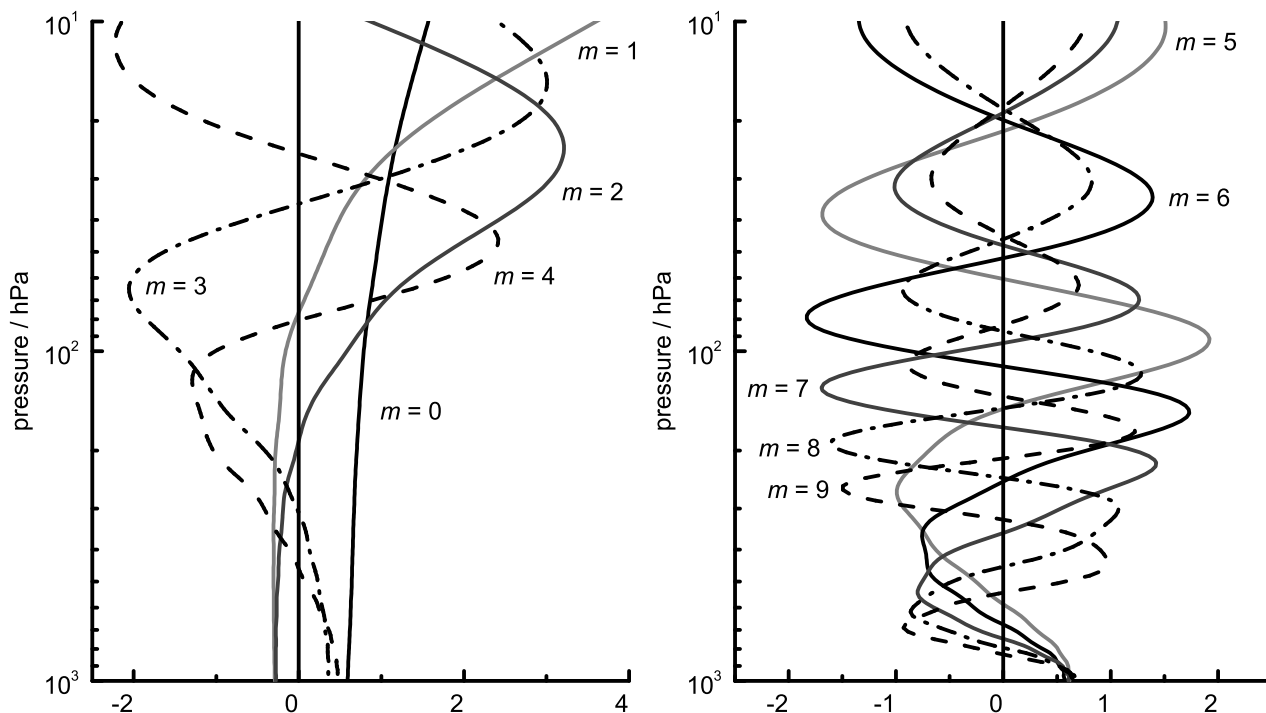 10¹
m = 1
m = 2
m = 3
m = 4
10²
m = 0
pressure / hPa
10³
-2
0
2
4
10¹
m = 5
m = 6
10²
m = 7
m = 8
m = 9
pressure / hPa
10³
-2
-1
0
1
2